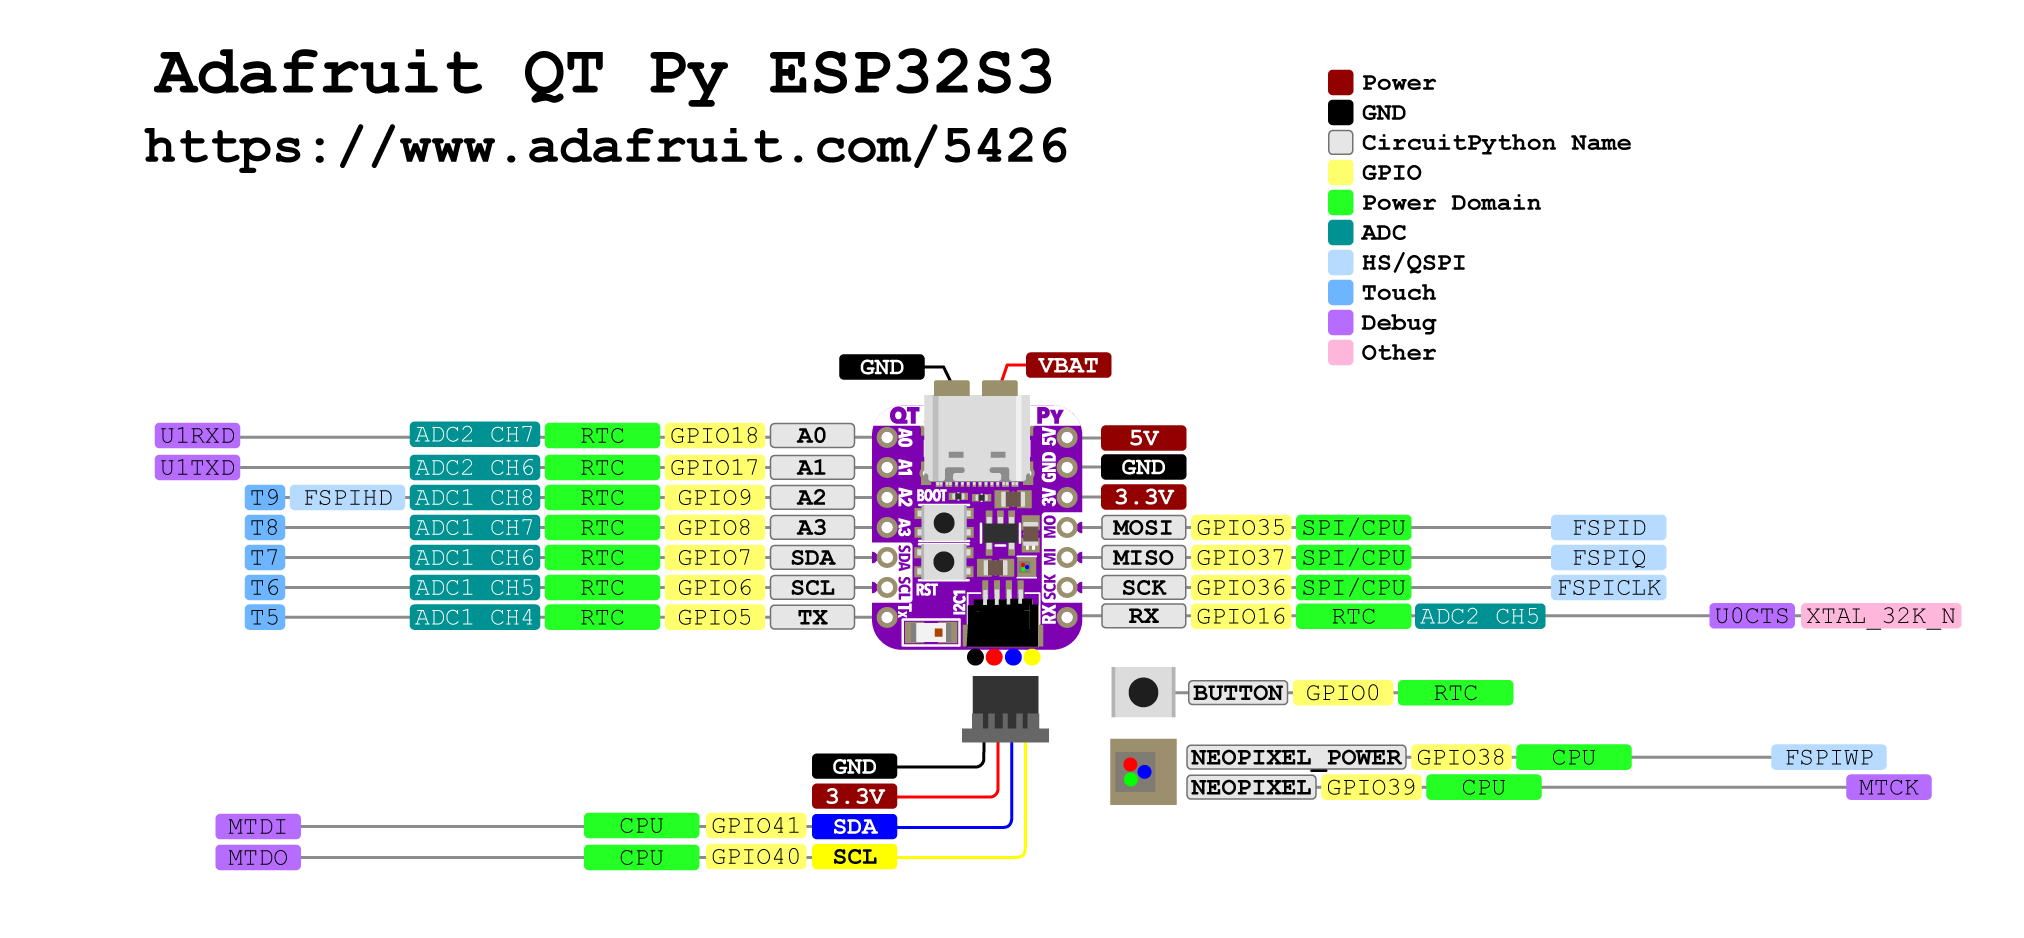 Adafruit QT Py ESP32S3
https://www.adafruit.com/5426
Power
GND
CircuitPython Name
GPIO
Power Domain
ADC
HS/QSPI
Touch
Debug
Other
GND VBAT
QT Py
U1RXD ADC2 CH7 RTC GPIO18 A0 A0 5V 5V
U1TXD ADC2 CH6 RTC GPIO17 A1 A1 GND GND
T9 FSPIHD ADC1 CH8 RTC GPIO9 A2 A2 BOOT 3V 3.3V
T8 ADC1 CH7 RTC GPIO8 A3 A3 MO MOSI GPIO35 SPI/CPU FSPID
T7 ADC1 CH6 RTC GPIO7 SDA SDA MI MISO GPIO37 SPI/CPU FSPIQ
T6 ADC1 CH5 RTC GPIO6 SCL SCL RST SCK SCK GPIO36 SPI/CPU FSPICLK
T5 ADC1 CH4 RTC GPIO5 TX Tx I2C1 RX RX GPIO16 RTC ADC2 CH5 U0CTS XTAL_32K_N
BUTTON GPIO0 RTC
NEOPIXEL_POWER GPIO38 CPU FSPIWP
NEOPIXEL GPIO39 CPU MTCK
GND
3.3V
MTDI CPU GPIO41 SDA
MTDO CPU GPIO40 SCL